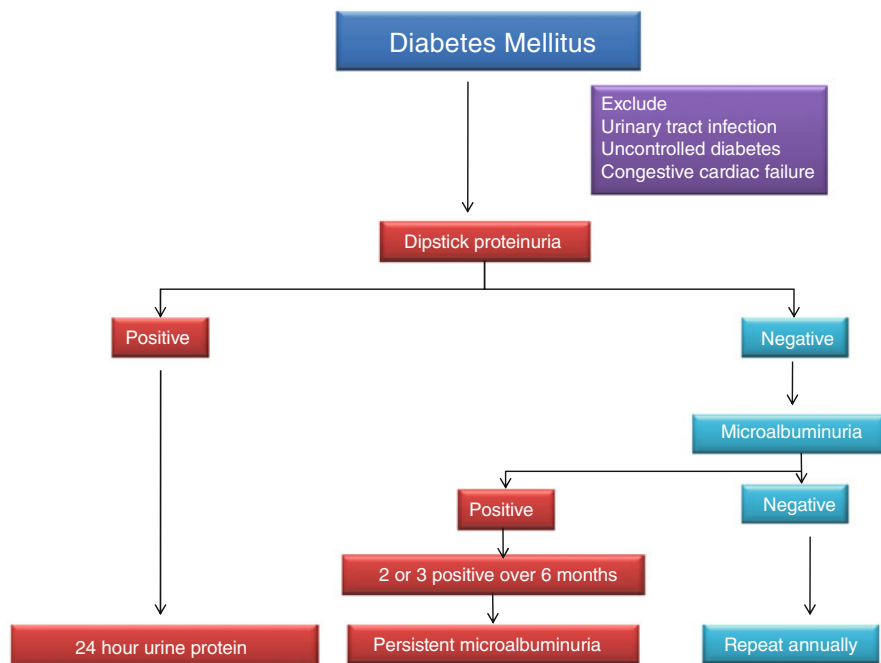 Diabetes Mellitus
Exclude
Urinary tract infection
Uncontrolled diabetes
Congestive cardiac failure
Dipstick proteinuria
Positive
Negative
Microalbuminuria
Positive
Negative
2 or 3 positive over 6 months
24 hour urine protein
Persistent microalbuminuria
Repeat annually